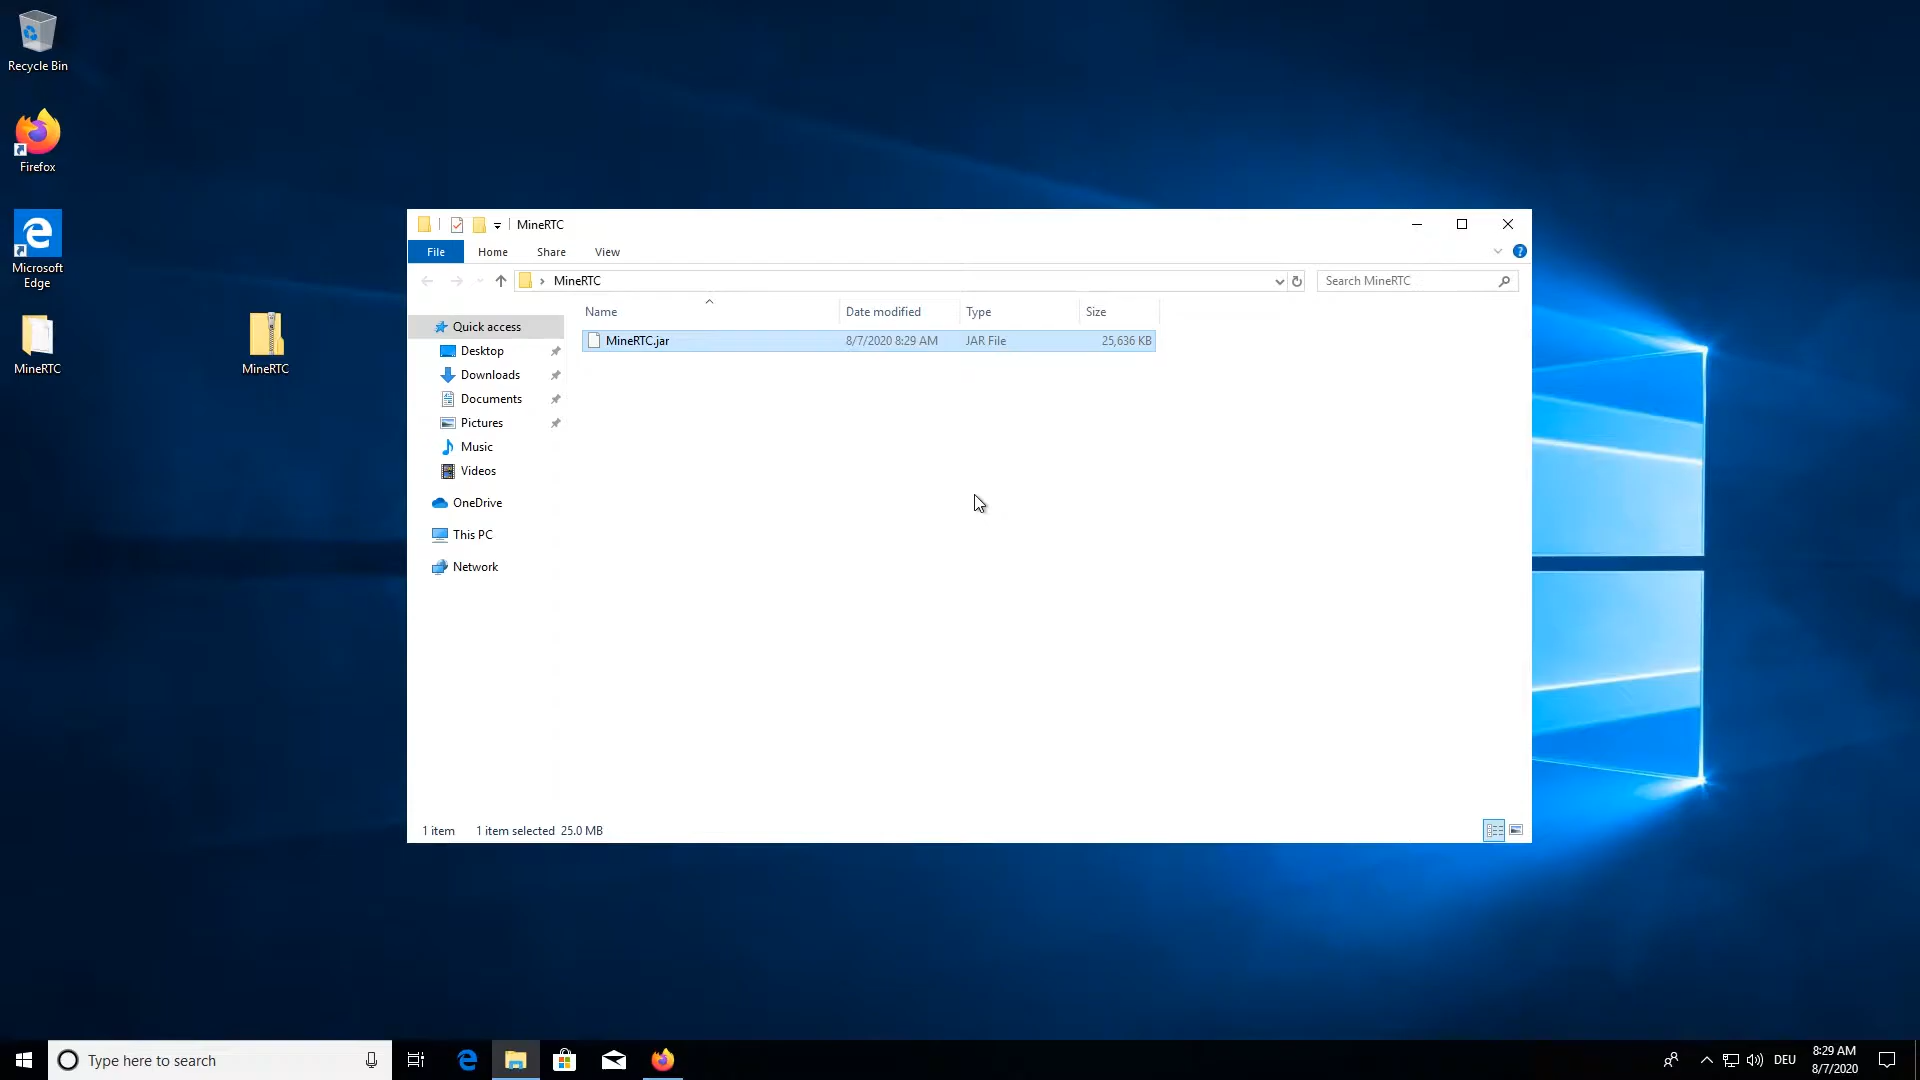 Recycle Bin
Firefox
Microsoft
Edge
MineRTC
MineRTC
MineRTC
File
Home
Share
View
MineRTC
Search MineRTC
Name
Date modified
Type
Size
MineRTC.jar
8/7/2020 8:29 AM
JAR File
25,636 KB
Quick access
Desktop
Downloads
Documents
Pictures
Music
Videos
OneDrive
This PC
Network
1 item
1 item selected 25.0 MB
Type here to search
DEU
8:29 AM
8/7/2020